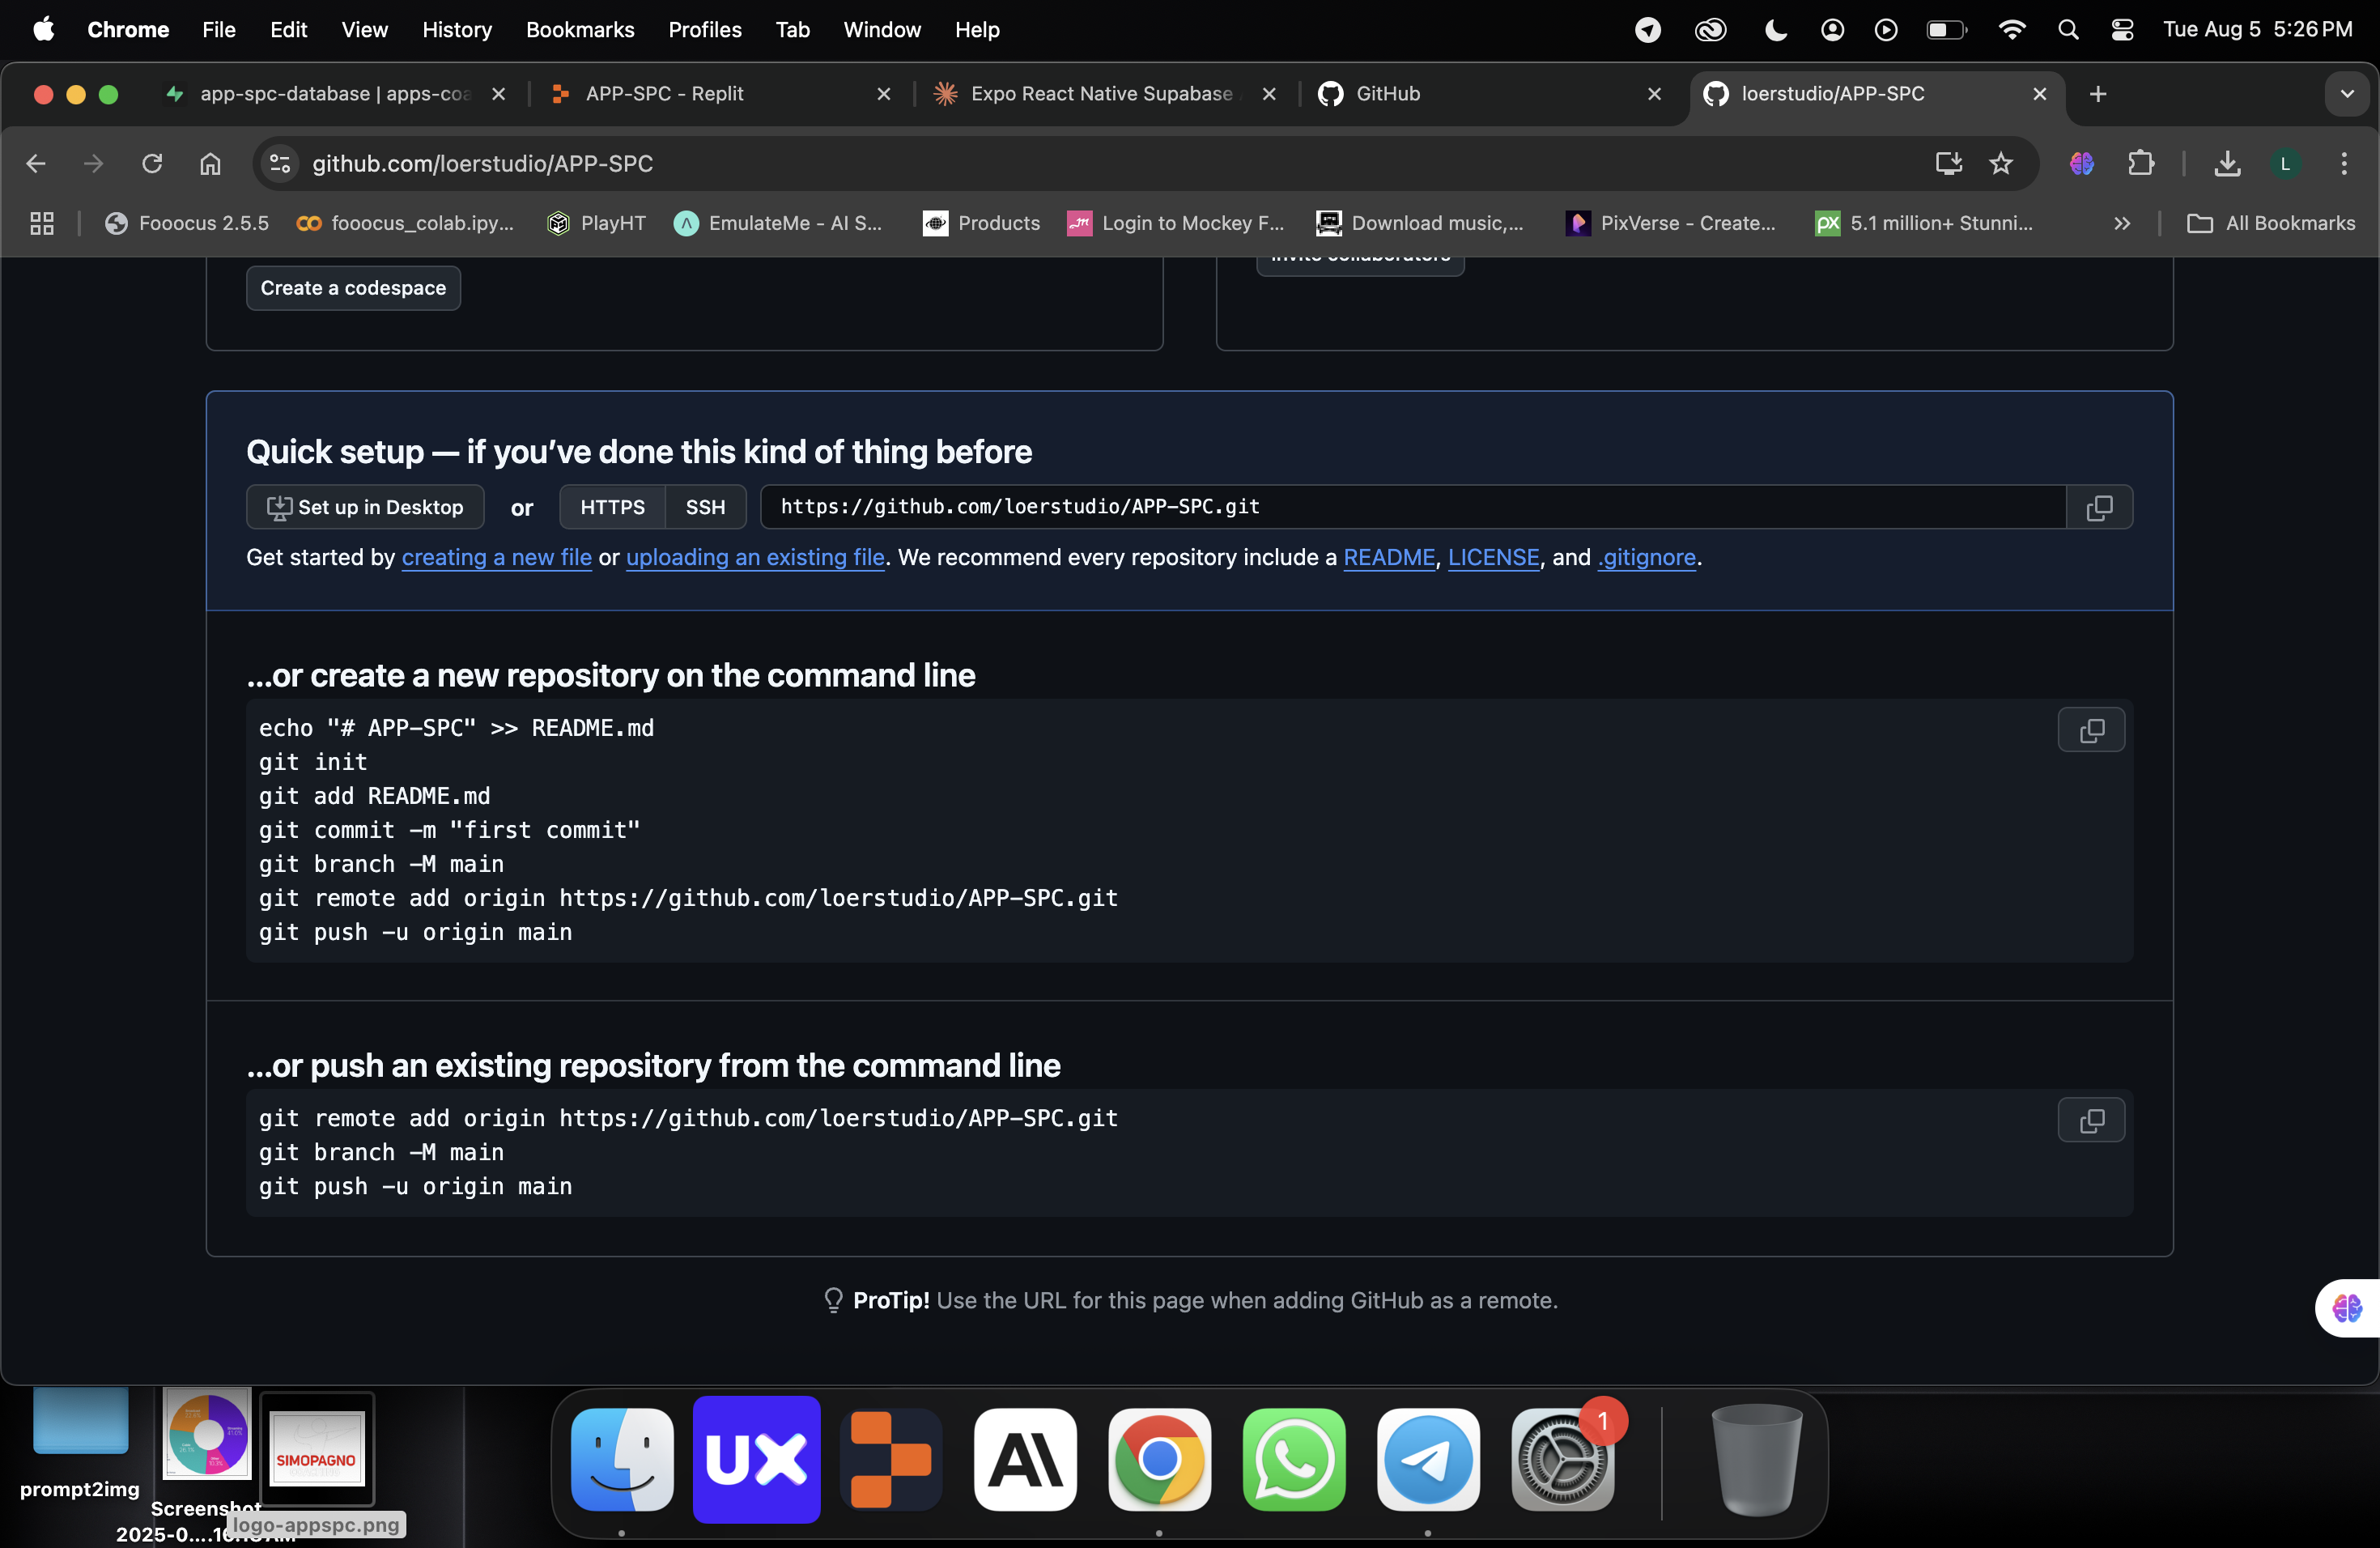 Chrome File Edit View History Bookmarks Profiles Tab Window Help Tue Aug 5 5:26 PM
app-spc-database | apps-coa APP-SPC - Replit Expo React Native Supabase GitHub loerstudio/APP-SPC
github.com/loerstudio/APP-SPC L
Fooocus 2.5.5 fooocus_colab.ipy... PlayHT EmulateMe - AI S... Products Login to Mockey F... Download music,... PixVerse - Create... px 5.1 million+ Stunni... All Bookmarks
Create a codespace Invite collaborators
Quick setup — if you’ve done this kind of thing before
Set up in Desktop or HTTPS SSH https://github.com/loerstudio/APP-SPC.git
Get started by creating a new file or uploading an existing file. We recommend every repository include a README, LICENSE, and .gitignore.
...or create a new repository on the command line
echo "# APP-SPC" >> README.md
git init
git add README.md
git commit -m "first commit"
git branch -M main
git remote add origin https://github.com/loerstudio/APP-SPC.git
git push -u origin main
...or push an existing repository from the command line
git remote add origin https://github.com/loerstudio/APP-SPC.git
git branch -M main
git push -u origin main
ProTip! Use the URL for this page when adding GitHub as a remote.
SIMOPAGNO
UX
1
prompt2img
Screenshot
2025-0....
logo-appspc.png